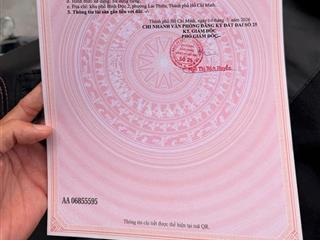 e. Địa chỉ: khu phố Bình Đức 2, phường Lái Thiêu, Thành phố Hồ Chí Minh.
3. Thông tin tài sản gắn liền với đất:
Thành phố Hồ Chí Minh, ngày
CHI NHÁNH VĂN PHÒNG ĐĂNG KÝ ĐẤT ĐAI SỐ 25
KT. GIÁM ĐỐC
PHÓ GIÁM ĐỐC
AA 06855595
Thông tin chi tiết được thể hiện tại mã QR.